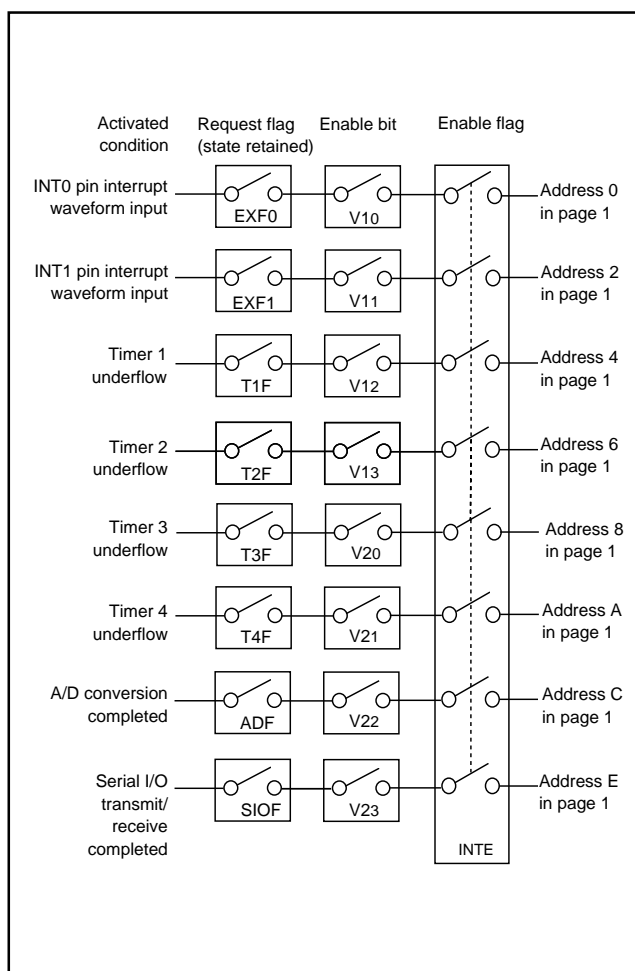 Activated
condition
Request flag
(state retained)
Enable bit
Enable flag
INT0 pin interrupt
waveform input
EXF0
V10
Address 0
in page 1
INT1 pin interrupt
waveform input
EXF1
V11
Address 2
in page 1
Timer 1
underflow
T1F
V12
Address 4
in page 1
Timer 2
underflow
T2F
V13
Address 6
in page 1
Timer 3
underflow
T3F
V20
Address 8
in page 1
Timer 4
underflow
T4F
V21
Address A
in page 1
A/D conversion
completed
ADF
V22
Address C
in page 1
Serial I/O
transmit/
receive
completed
SIOF
V23
Address E
in page 1
INTE